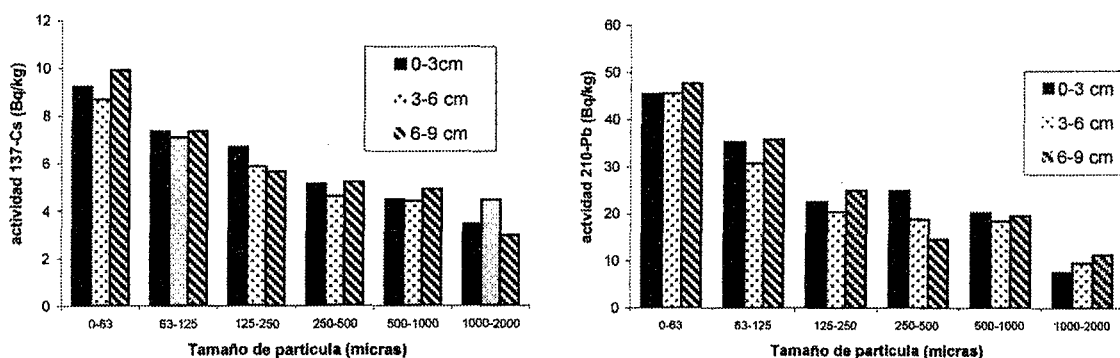 actividad 137-Cs (Bq/kg)
12
10
8
6
4
2
0
0-3cm
3-6 cm
6-9 cm
0-63
63-125
125-250
250-500
500-1000
1000-2000
Tamaño de particula (micras)
actvidad 210-Pb (Bq/kg)
60
50
40
30
20
10
0
0-3 cm
3-6 cm
6-9 cm
0-63
63-125
125-250
250-500
500-1000
1000-2000
Tamaño de particula (micras)